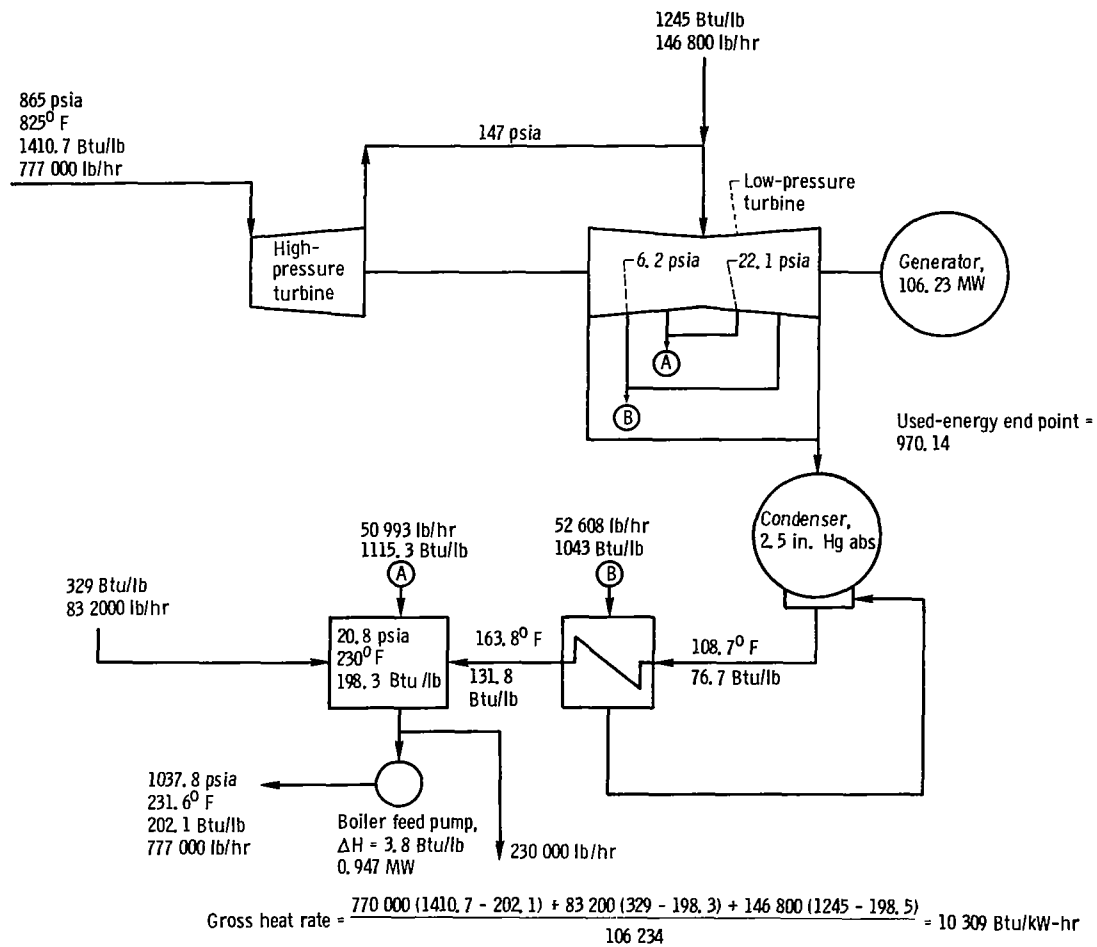 1245 Btu/lb
146 800 lb/hr
865 psia
825⁰ F
1410.7 Btu/lb
777 000 lb/hr
147 psia
Low-pressure
turbine
High-
pressure
turbine
6.2 psia
22.1 psia
Generator,
106.23 MW
A
B
Used-energy end point =
970.14
Condenser,
2.5 in. Hg abs
50 993 lb/hr
1115.3 Btu/lb
A
52 608 lb/hr
1043 Btu/lb
B
329 Btu/lb
83 2000 lb/hr
20.8 psia
230⁰ F
198.3 Btu/lb
163.8⁰ F
131.8
Btu/lb
108.7⁰ F
76.7 Btu/lb
1037.8 psia
231.6⁰ F
202.1 Btu/lb
777 000 lb/hr
Boiler feed pump,
ΔH = 3.8 Btu/lb
0.947 MW
230 000 lb/hr
Gross heat rate = 770 000 (1410.7 - 202.1) + 83 200 (329 - 198.3) + 146 800 (1245 - 198.5) / 106 234 = 10 309 Btu/kW-hr